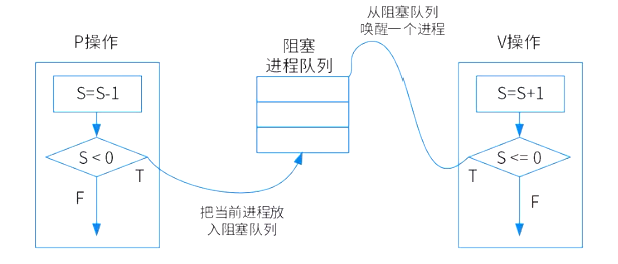 P操作
S=S-1
S < 0
T
F
阻塞
进程队列
把当前进程放
入阻塞队列
从阻塞队列
唤醒一个进程
V操作
S=S+1
S <= 0
T
F